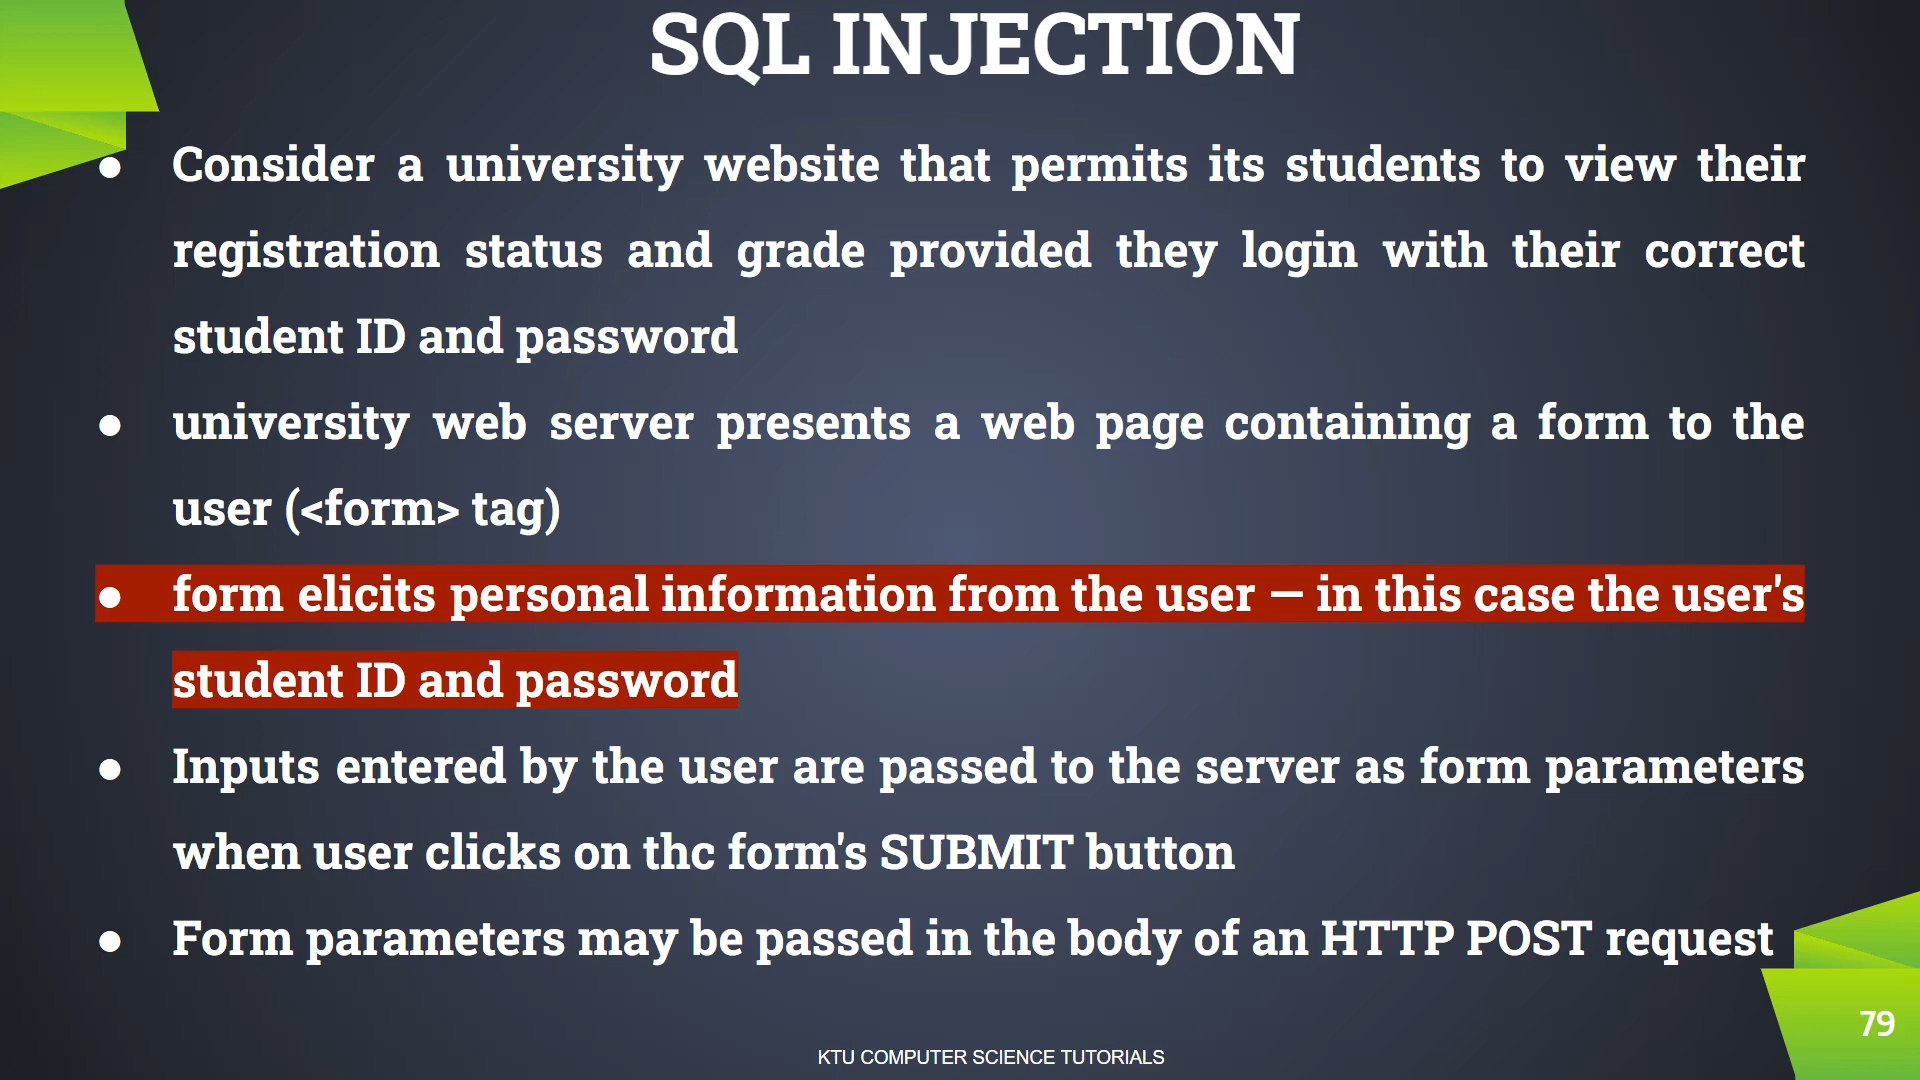 SQL INJECTION
● Consider a university website that permits its students to view their
registration status and grade provided they login with their correct
student ID and password
● university web server presents a web page containing a form to the
user (<form> tag)
● form elicits personal information from the user — in this case the user's
student ID and password
● Inputs entered by the user are passed to the server as form parameters
when user clicks on thc form's SUBMIT button
● Form parameters may be passed in the body of an HTTP POST request
79
KTU COMPUTER SCIENCE TUTORIALS